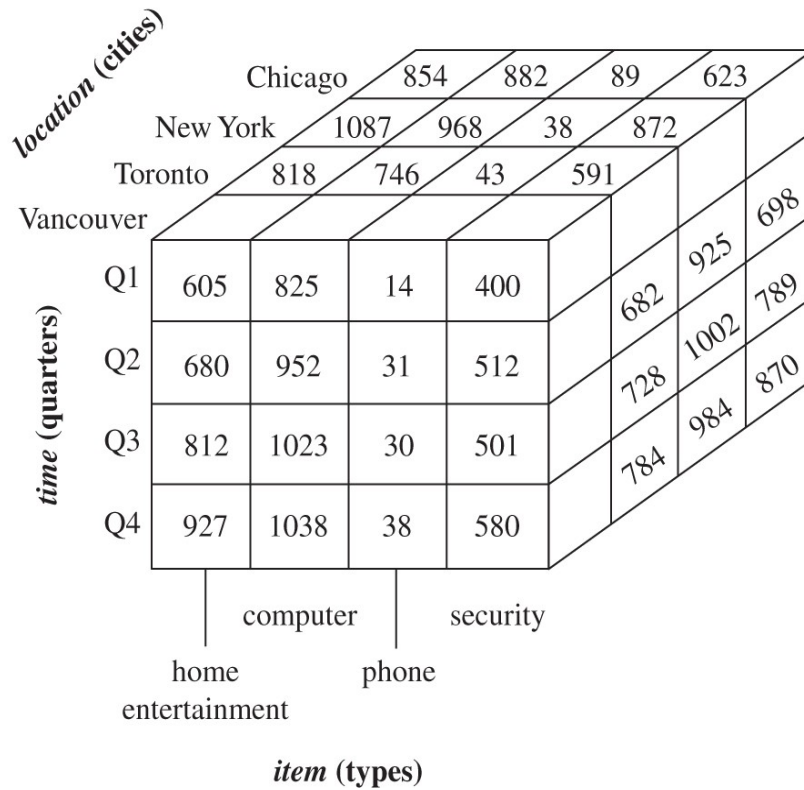 location (cities)
Chicago 854 882 89 623
New York 1087 968 38 872
Toronto 818 746 43 591
Vancouver
Q1 605 825 14 400 682 925 698
Q2 680 952 31 512 728 1002 789
Q3 812 1023 30 501 784 984 870
Q4 927 1038 38 580
time (quarters)
computer security
home phone
entertainment
item (types)